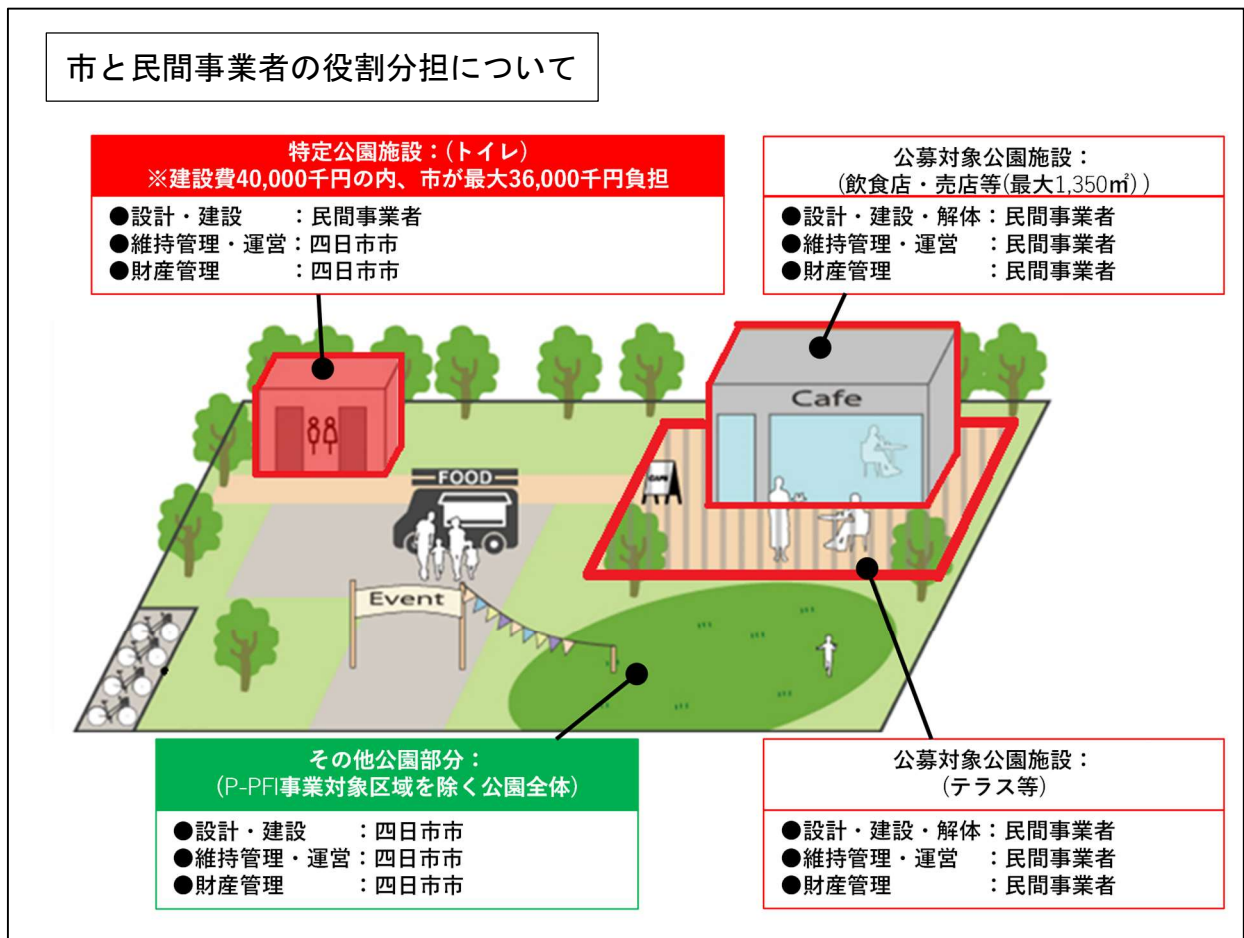 市と民間事業者の役割分担について
特定公園施設：(トイレ)
※建設費40,000千円の内、市が最大36,000千円負担
●設計・建設　　：民間事業者
●維持管理・運営：四日市市
●財産管理　　　：四日市市
公募対象公園施設：
(飲食店・売店等(最大1,350㎡))
●設計・建設・解体：民間事業者
●維持管理・運営　：民間事業者
●財産管理　　　　：民間事業者
Cafe
FOOD
CAFE
Event
その他公園部分：
(P-PFI事業対象区域を除く公園全体)
●設計・建設　　：四日市市
●維持管理・運営：四日市市
●財産管理　　　：四日市市
公募対象公園施設：
(テラス等)
●設計・建設・解体：民間事業者
●維持管理・運営　：民間事業者
●財産管理　　　　：民間事業者